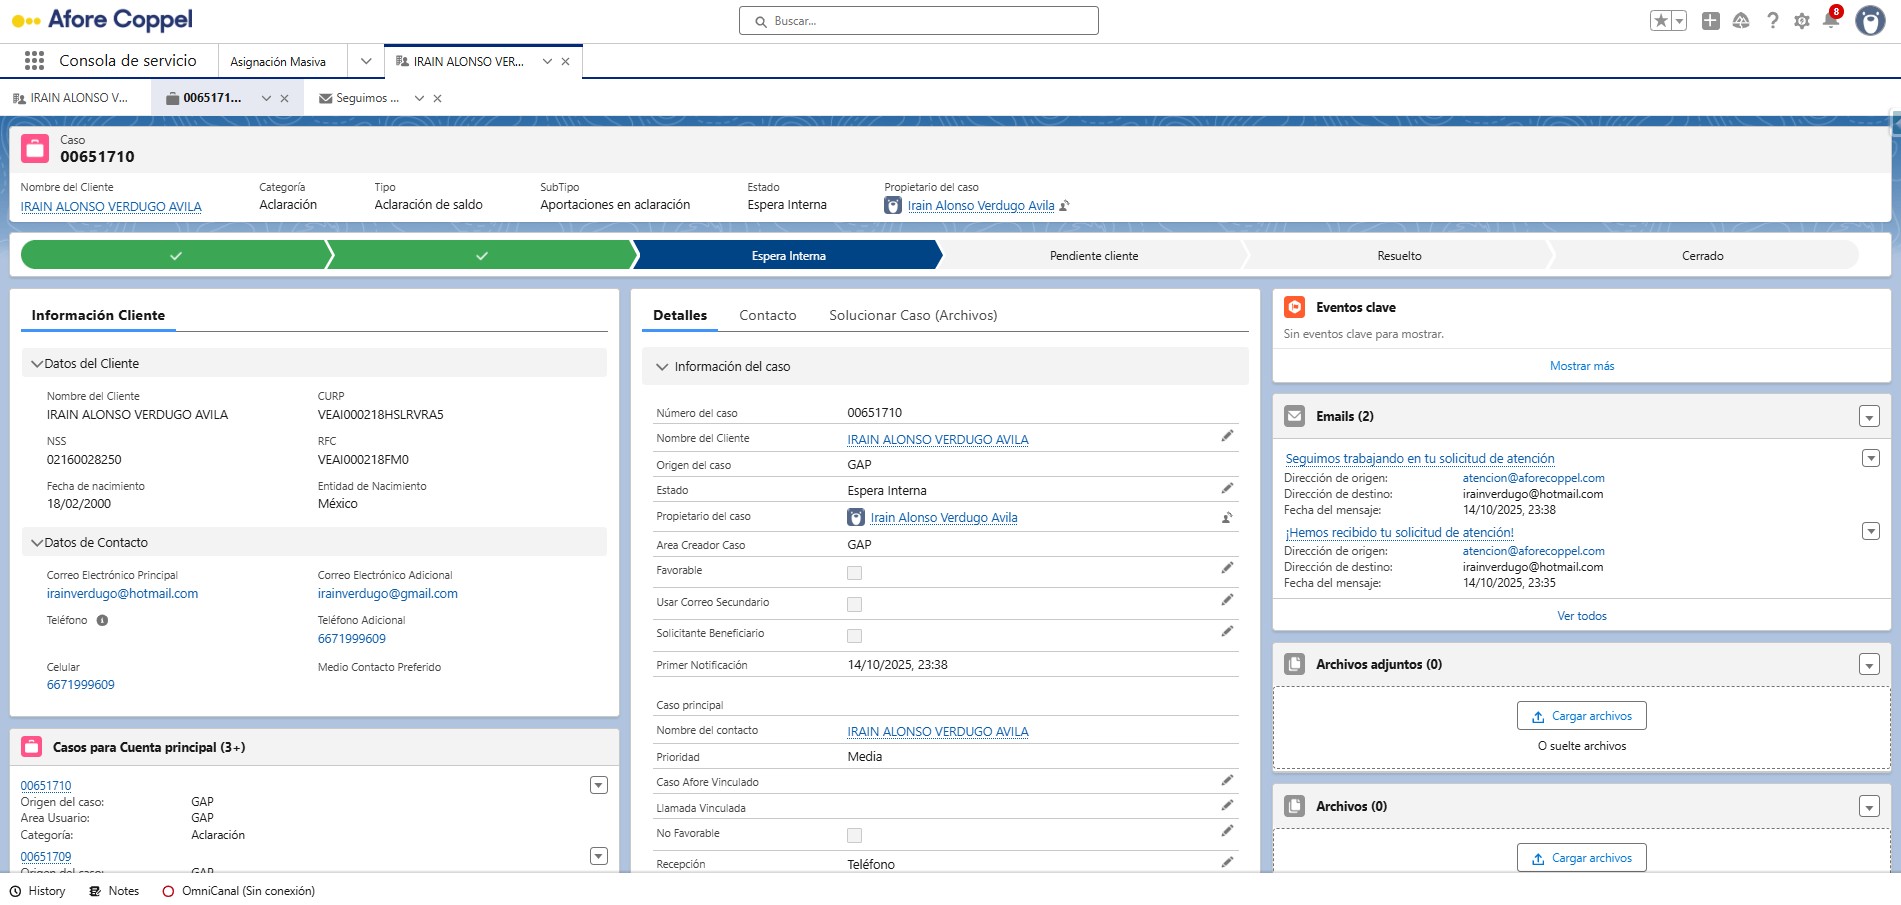 Afore Coppel
Buscar...
8
Consola de servicio
Asignación Masiva
IRAIN ALONSO VER...
IRAIN ALONSO V...
0065171...
Seguimos ...
Caso
00651710
Nombre del Cliente
IRAIN ALONSO VERDUGO AVILA
Categoría
Aclaración
Tipo
Aclaración de saldo
SubTipo
Aportaciones en aclaración
Estado
Espera Interna
Propietario del caso
Irain Alonso Verdugo Avila
Espera Interna
Pendiente cliente
Resuelto
Cerrado
Información Cliente
Datos del Cliente
Nombre del Cliente
IRAIN ALONSO VERDUGO AVILA
CURP
VEAI000218HSLRVRA5
NSS
02160028250
RFC
VEAI000218FM0
Fecha de nacimiento
18/02/2000
Entidad de Nacimiento
México
Datos de Contacto
Correo Electrónico Principal
irainverdugo@hotmail.com
Correo Electrónico Adicional
irainverdugo@gmail.com
Teléfono
Teléfono Adicional
6671999609
Celular
6671999609
Medio Contacto Preferido
Casos para Cuenta principal (3+)
00651710
Origen del caso: GAP
Area Usuario: GAP
Categoría: Aclaración
00651709
Origen del caso: GAP
Detalles
Contacto
Solucionar Caso (Archivos)
Información del caso
Número del caso 00651710
Nombre del Cliente IRAIN ALONSO VERDUGO AVILA
Origen del caso GAP
Estado Espera Interna
Propietario del caso Irain Alonso Verdugo Avila
Area Creador Caso GAP
Favorable
Usar Correo Secundario
Solicitante Beneficiario
Primer Notificación 14/10/2025, 23:38
Caso principal
Nombre del contacto IRAIN ALONSO VERDUGO AVILA
Prioridad Media
Caso Afore Vinculado
Llamada Vinculada
No Favorable
Recepción Teléfono
Eventos clave
Sin eventos clave para mostrar.
Mostrar más
Emails (2)
Seguimos trabajando en tu solicitud de atención
Dirección de origen: atencion@aforecoppel.com
Dirección de destino: irainverdugo@hotmail.com
Fecha del mensaje: 14/10/2025, 23:38
¡Hemos recibido tu solicitud de atención!
Dirección de origen: atencion@aforecoppel.com
Dirección de destino: irainverdugo@hotmail.com
Fecha del mensaje: 14/10/2025, 23:35
Ver todos
Archivos adjuntos (0)
Cargar archivos
O suelte archivos
Archivos (0)
Cargar archivos
History
Notes
OmniCanal (Sin conexión)